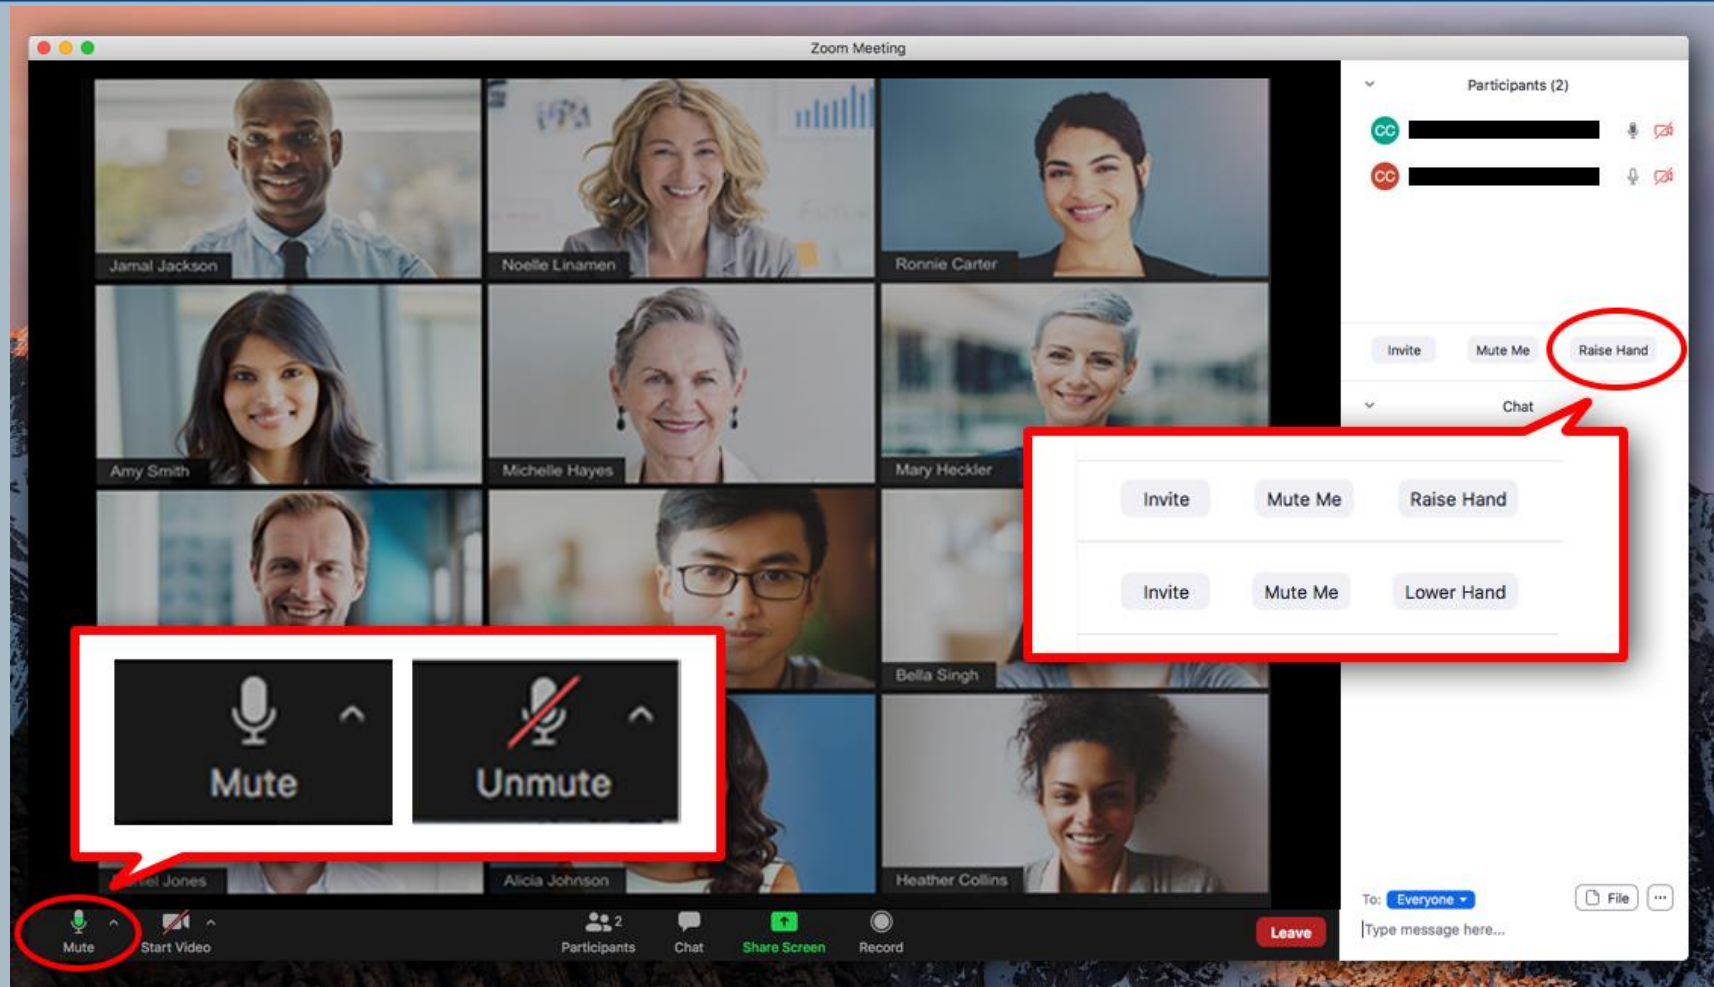 Zoom Meeting
Participants (2)
CC
CC
Jamal Jackson
Noelle Linamen
Ronnie Carter
Invite Mute Me Raise Hand
Chat
Amy Smith
Michelle Hayes
Mary Heckler
Invite Mute Me Raise Hand
Invite Mute Me Lower Hand
Bella Singh
Mute Unmute
Jones
Alicia Johnson
Heather Collins
To: Everyone File ...
Type message here...
Mute Start Video 2 Participants Chat Share Screen Record Leave